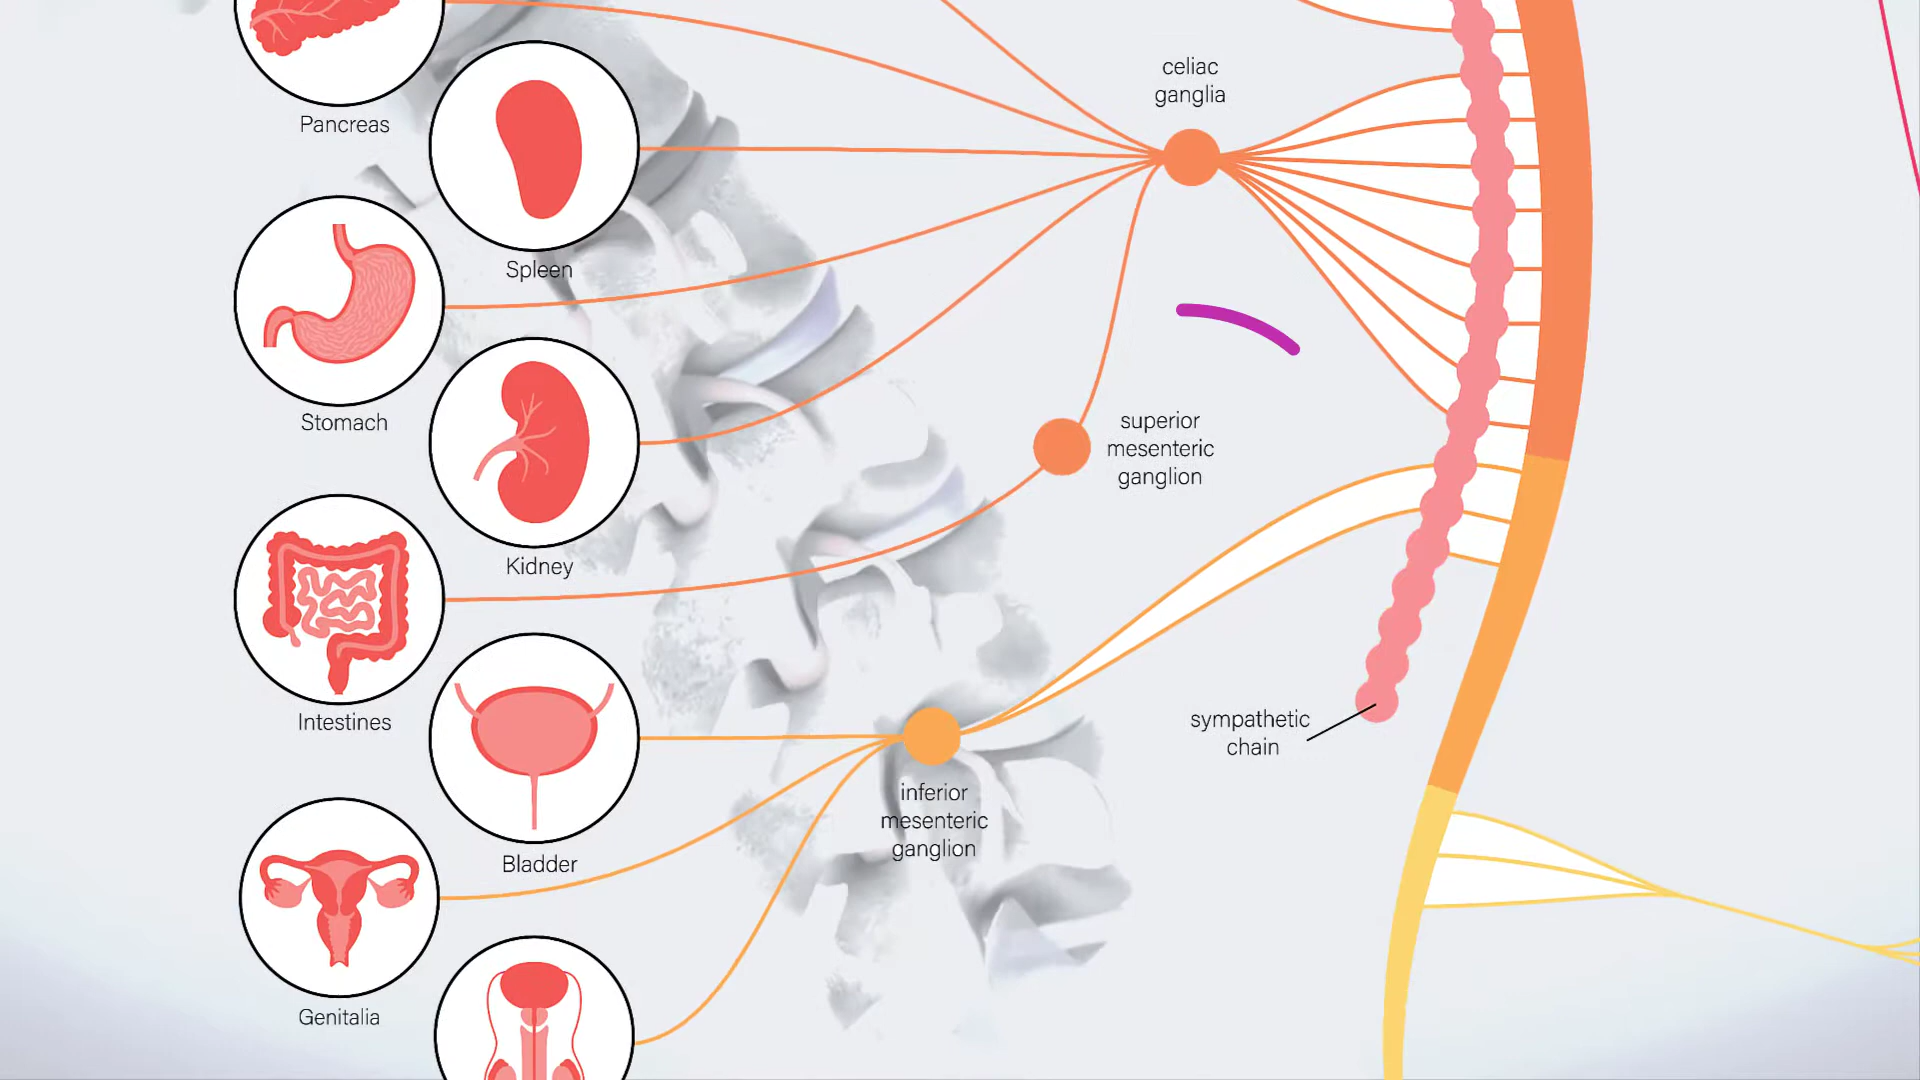 celiac
ganglia
Pancreas
Spleen
Stomach
superior
mesenteric
ganglion
Kidney
Intestines
sympathetic
chain
inferior
mesenteric
ganglion
Bladder
Genitalia